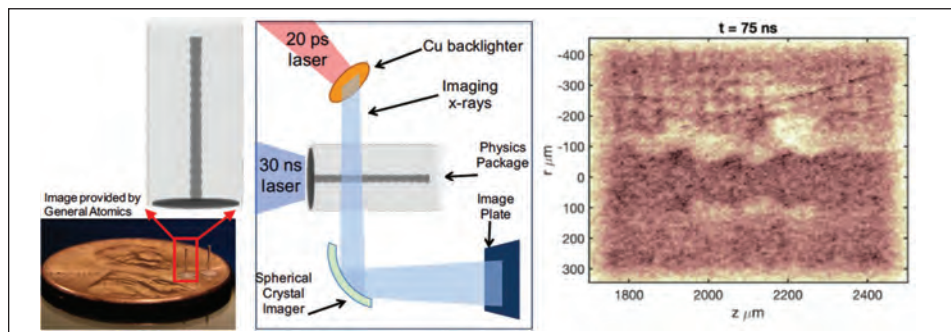 Image provided by
General Atomics
20 ps
laser
Cu backlighter
Imaging
x-rays
30 ns
laser
Physics
Package
Image
Plate
Spherical
Crystal
Imager
t = 75 ns
-400
-300
-200
-100
0
100
200
300
r μm
1800 2000 2200 2400
z μm